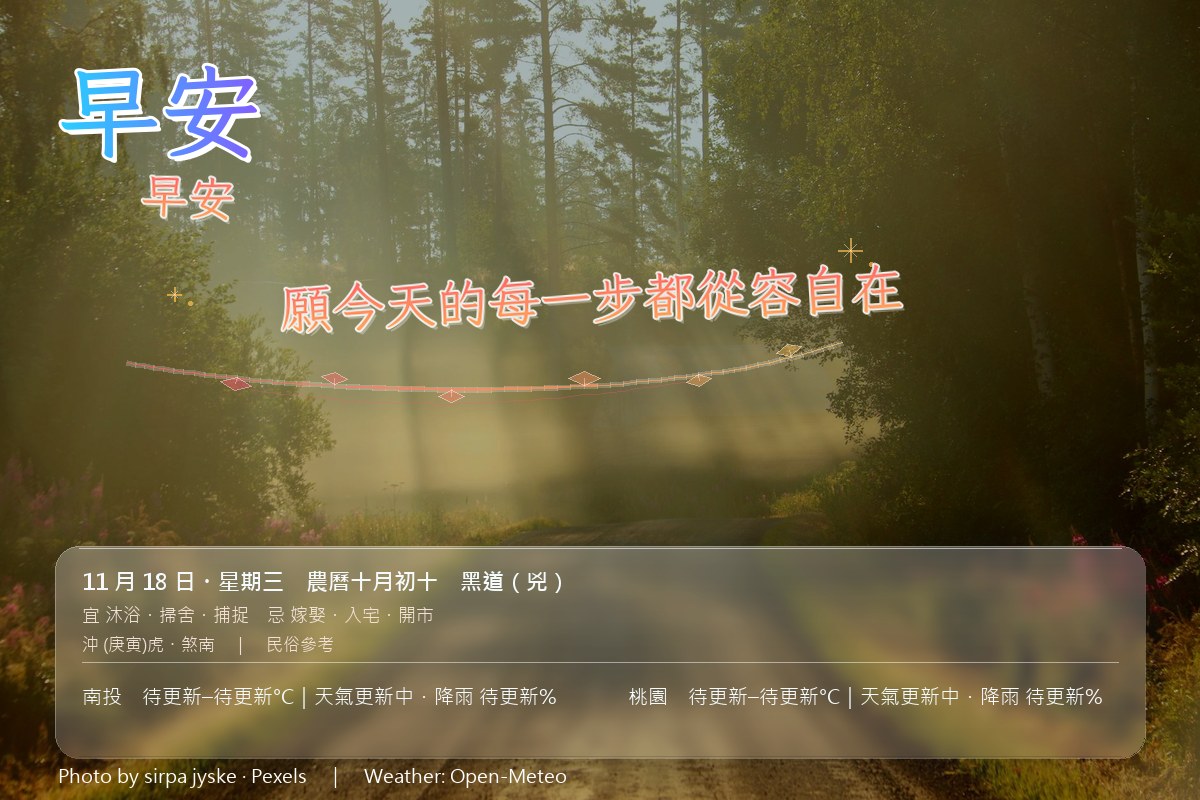 早安
早安
願今天的每一步都從容自在
11 月 18 日・星期三　農曆十月初十　黑道（兇）
宜 沐浴・掃舍・捕捉　忌 嫁娶・入宅・開市
沖 (庚寅)虎・煞南　|　民俗參考
南投　待更新–待更新°C｜天氣更新中・降雨 待更新%　桃園　待更新–待更新°C｜天氣更新中・降雨 待更新%
Photo by sirpa jyske · Pexels　|　Weather: Open-Meteo